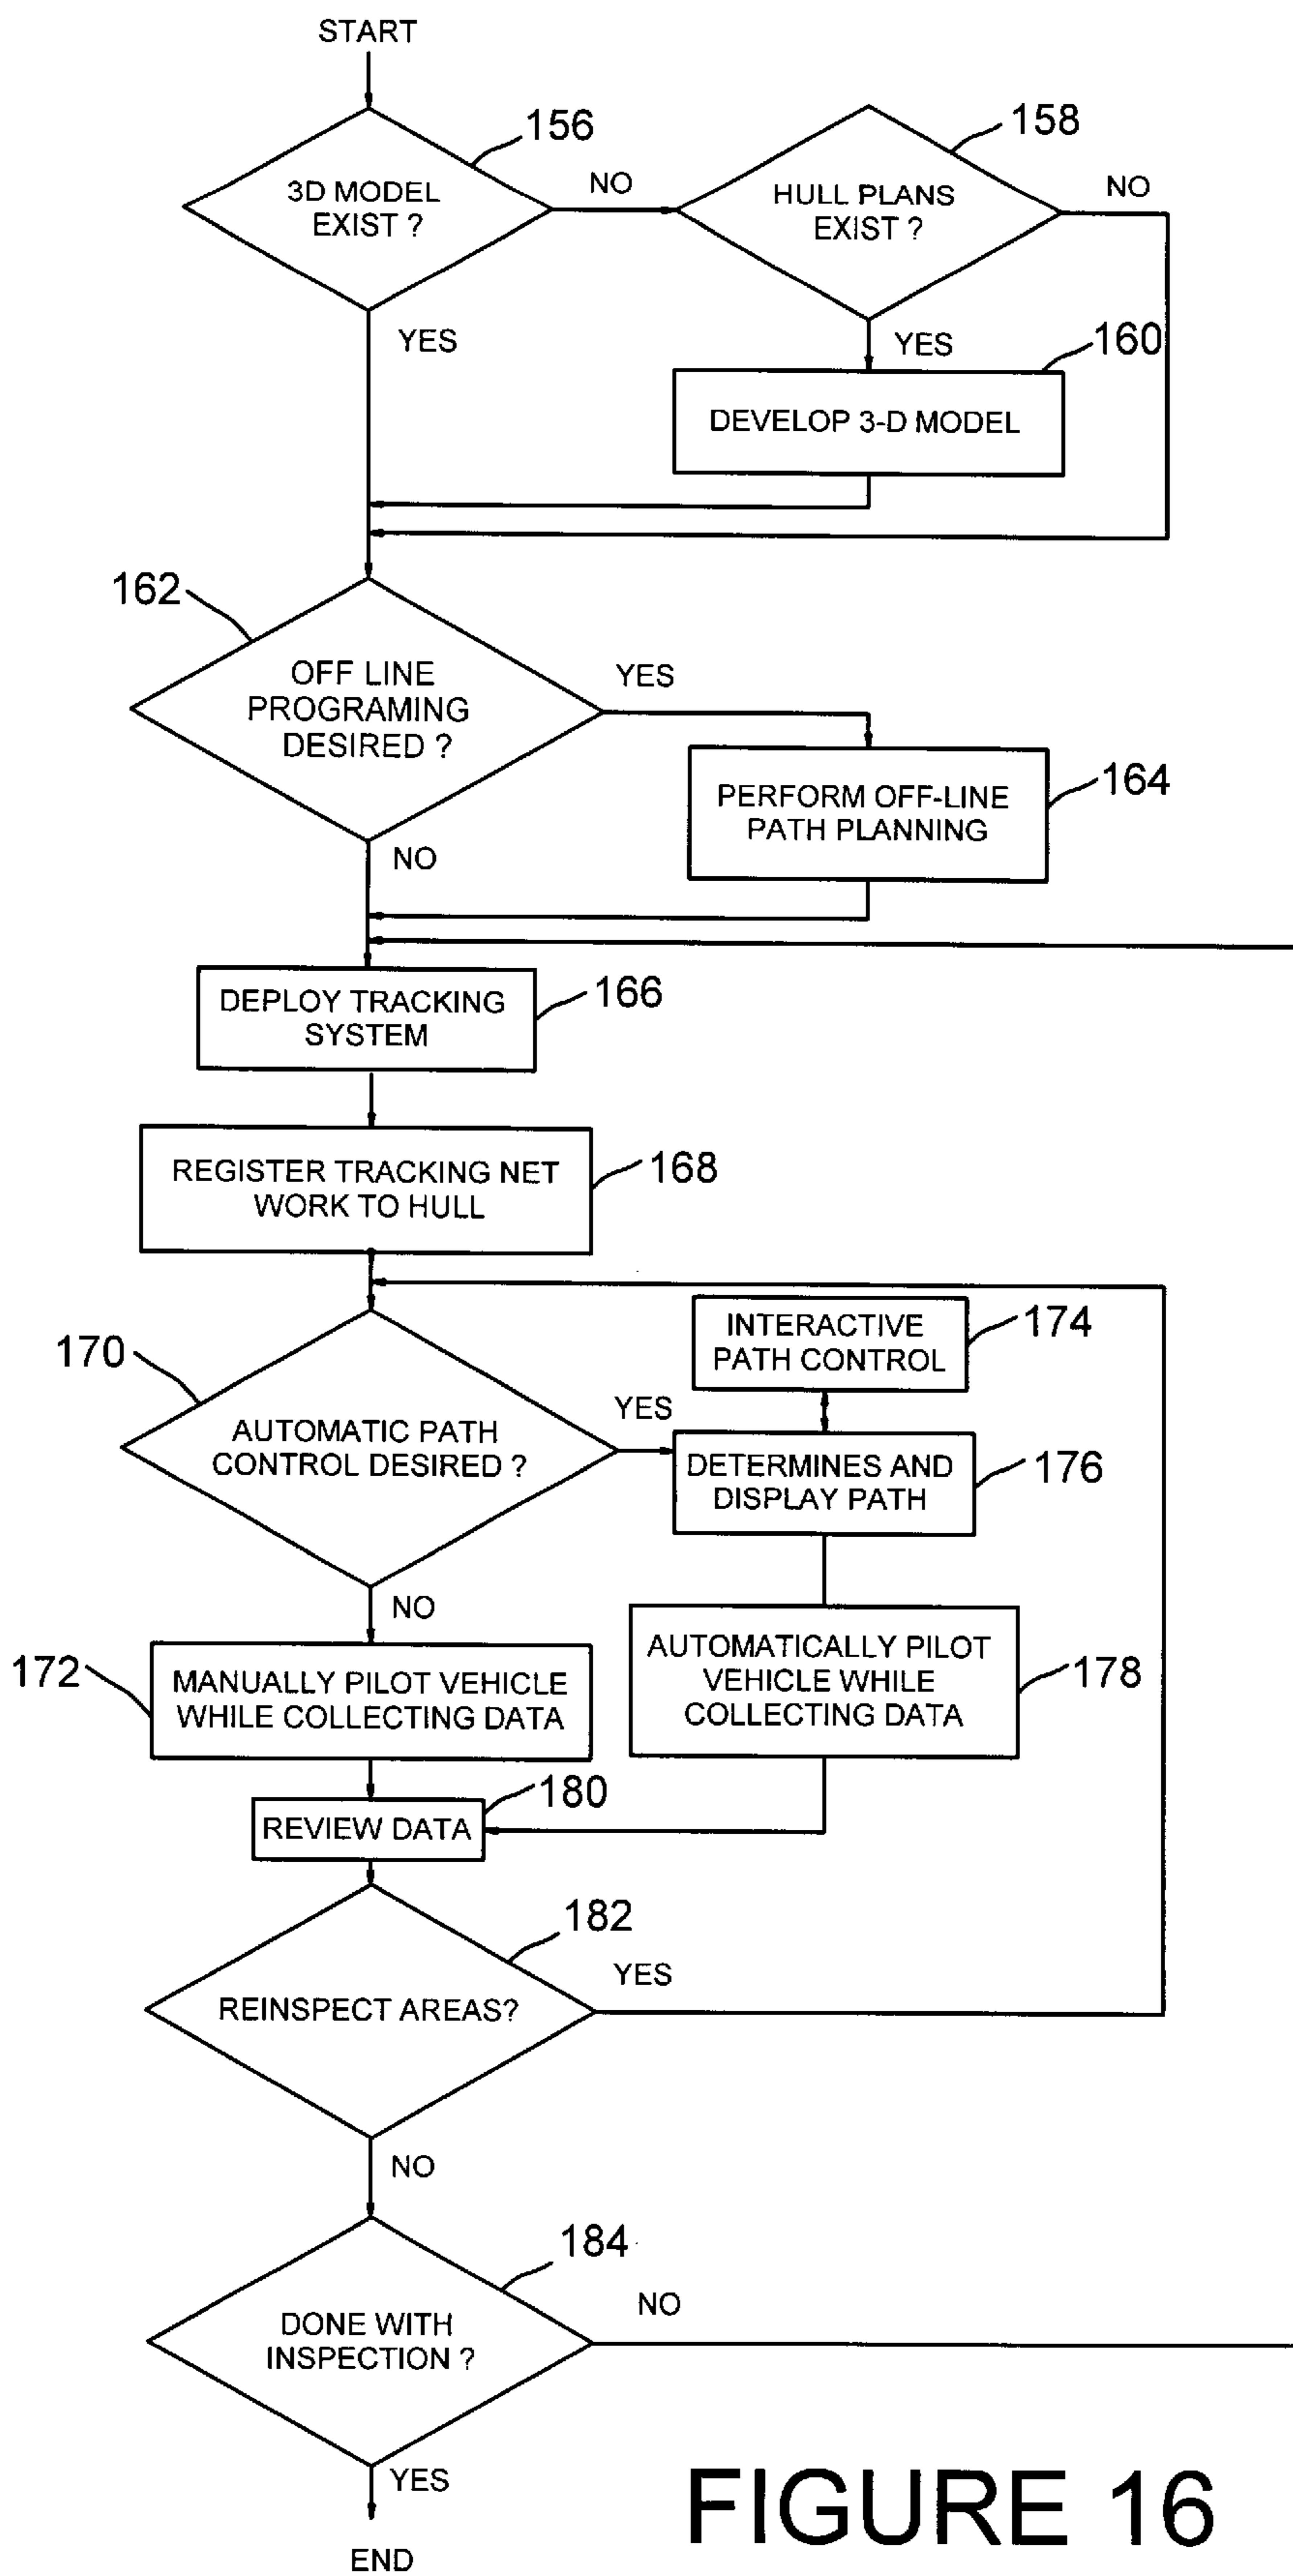 START
156
3D MODEL
EXIST ?
NO
158
HULL PLANS
EXIST ?
NO
YES
YES
160
DEVELOP 3-D MODEL
162
OFF LINE
PROGRAMING
DESIRED ?
YES
PERFORM OFF-LINE
PATH PLANNING
164
NO
DEPLOY TRACKING
SYSTEM
166
REGISTER TRACKING NET
WORK TO HULL
168
170
AUTOMATIC PATH
CONTROL DESIRED ?
YES
INTERACTIVE
PATH CONTROL
174
DETERMINES AND
DISPLAY PATH
176
NO
172
MANUALLY PILOT VEHICLE
WHILE COLLECTING DATA
AUTOMATICALLY PILOT
VEHICLE WHILE
COLLECTING DATA
178
180
REVIEW DATA
182
REINSPECT AREAS?
YES
NO
184
DONE WITH
INSPECTION ?
NO
YES
END
FIGURE 16